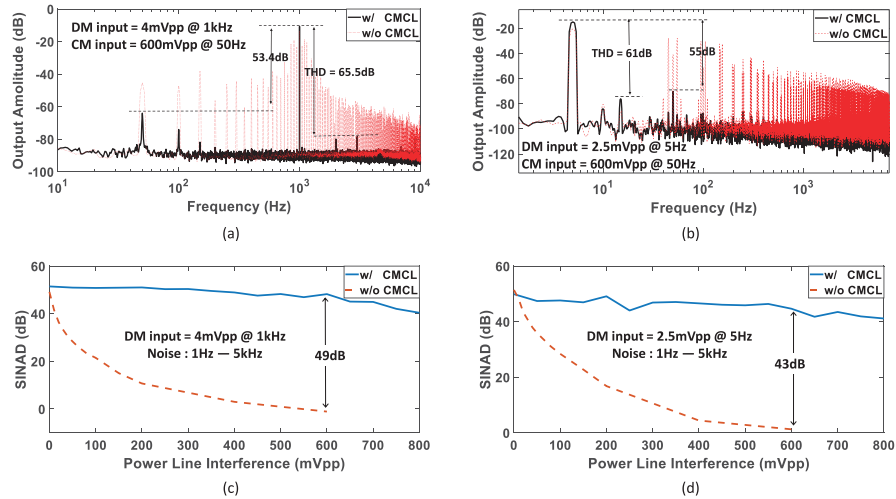 0
-20
-40
-60
-80
-100
Output Amolitude (dB)
DM input = 4mVpp @ 1kHz
CM input = 600mVpp @ 50Hz
53.4dB
THD = 65.5dB
w/ CMCL
w/o CMCL
10^1
10^2
10^3
10^4
Frequency (Hz)
(a)
0
-20
-40
-60
-80
-100
-120
Output Amplitude (dB)
THD = 61dB
55dB
w/ CMCL
w/o CMCL
DM input = 2.5mVpp @ 5Hz
CM input = 600mVpp @ 50Hz
10^1
10^2
10^3
Frequency (Hz)
(b)
60
40
20
0
SINAD (dB)
w/ CMCL
w/o CMCL
DM input = 4mVpp @ 1kHz
Noise : 1Hz — 5kHz
49dB
0 100 200 300 400 500 600 700 800
Power Line Interference (mVpp)
(c)
60
40
20
0
SINAD (dB)
w/ CMCL
w/o CMCL
DM input = 2.5mVpp @ 5Hz
Noise : 1Hz — 5kHz
43dB
0 100 200 300 400 500 600 700 800
Power Line Interference (mVpp)
(d)